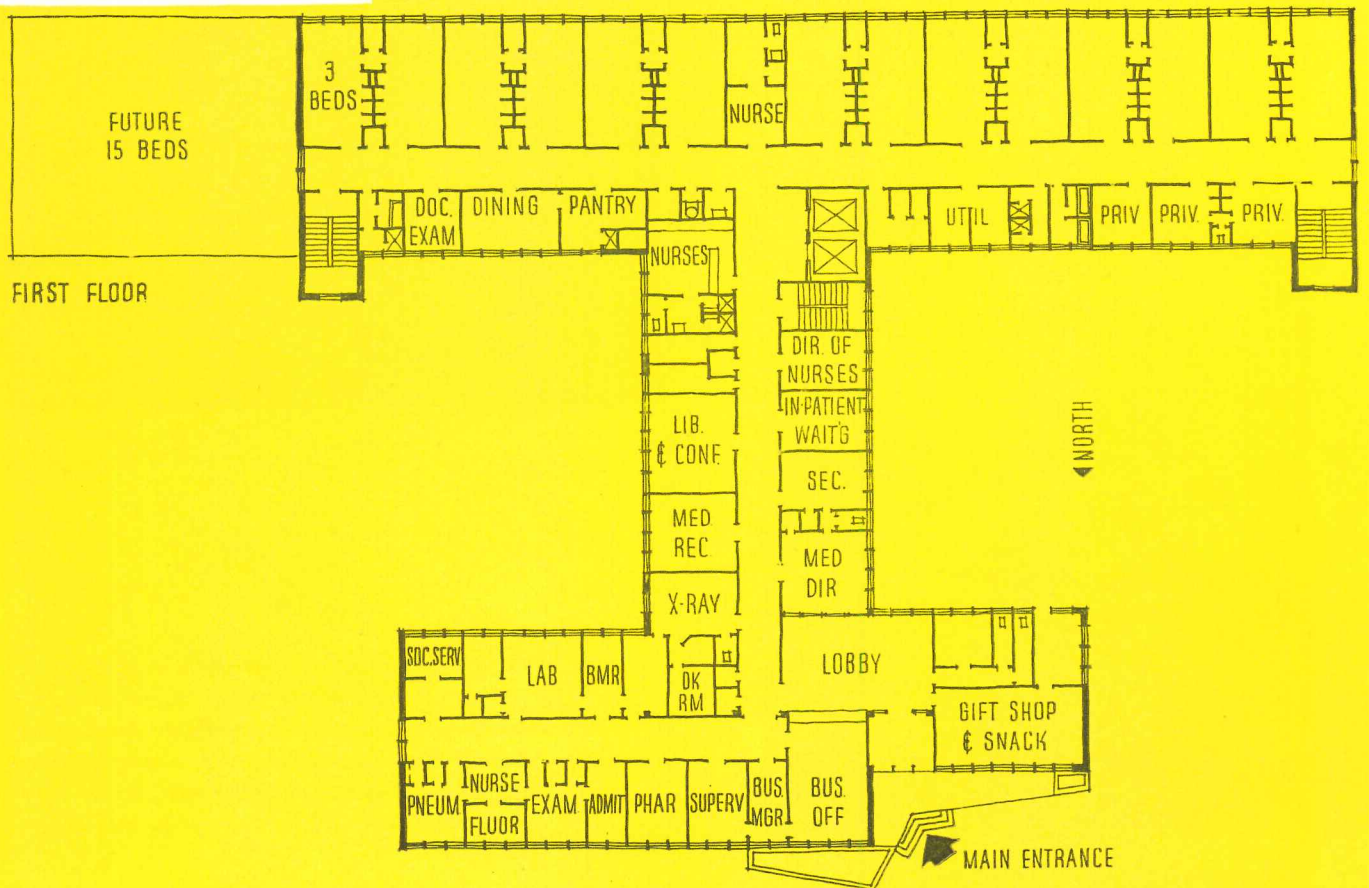 3
BEDS
NURSE
FUTURE
15 BEDS
DOC.
EXAM
DINING
PANTRY
UTIL
PRIV
PRIV.
PRIV.
NURSES
FIRST FLOOR
DIR. OF
NURSES
IN-PATIENT
WAIT'G
LIB.
& CONF.
SEC.
NORTH
MED.
REC
MED
DIR
X-RAY
SOC.SERV
LAB
BMR
DK
RM
LOBBY
GIFT SHOP
& SNACK
PNEUM
NURSE
FLUOR
EXAM
ADMIT
PHAR
SUPERV
BUS.
MGR
BUS.
OFF
MAIN ENTRANCE